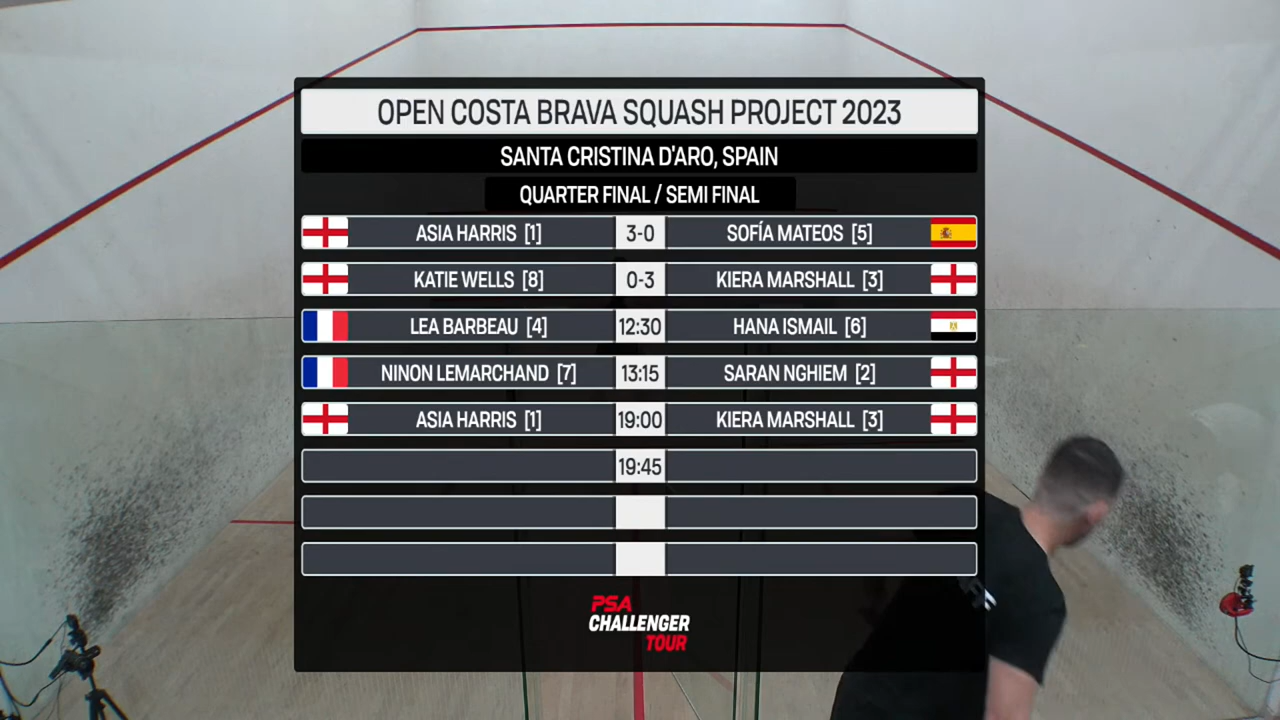 OPEN COSTA BRAVA SQUASH PROJECT 2023
SANTA CRISTINA D'ARO, SPAIN
QUARTER FINAL / SEMI FINAL
ASIA HARRIS [1] 3-0 SOFÍA MATEOS [5]
KATIE WELLS [8] 0-3 KIERA MARSHALL [3]
LEA BARBEAU [4] 12:30 HANA ISMAIL [6]
NINON LEMARCHAND [7] 13:15 SARAN NGHIEM [2]
ASIA HARRIS [1] 19:00 KIERA MARSHALL [3]
19:45
PSA
CHALLENGER
TOUR